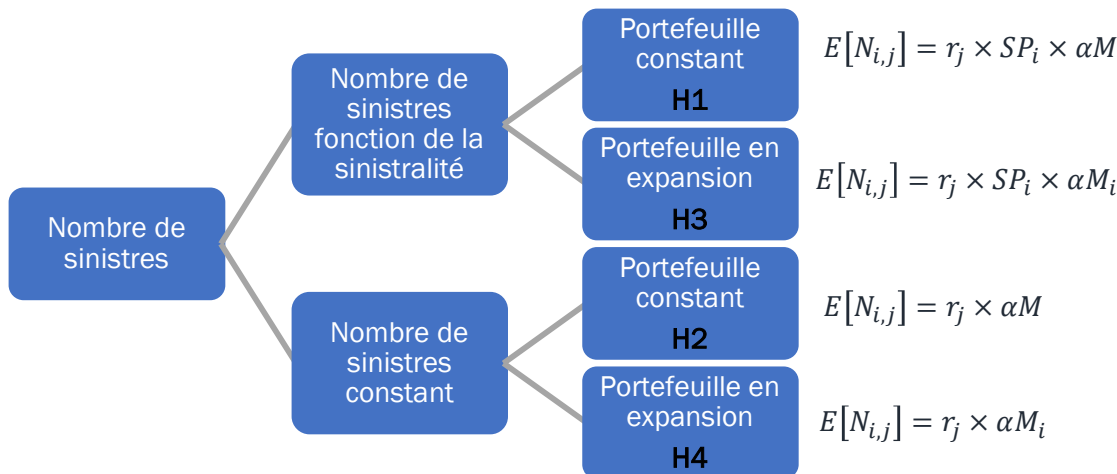 Nombre de
sinistres
Nombre de
sinistres
fonction de la
sinistralité
Portefeuille
constant
H1
E[N_{i,j}] = r_j × SP_i × αM
Portefeuille en
expansion
H3
E[N_{i,j}] = r_j × SP_i × αM_i
Nombre de
sinistres
constant
Portefeuille
constant
H2
E[N_{i,j}] = r_j × αM
Portefeuille en
expansion
H4
E[N_{i,j}] = r_j × αM_i